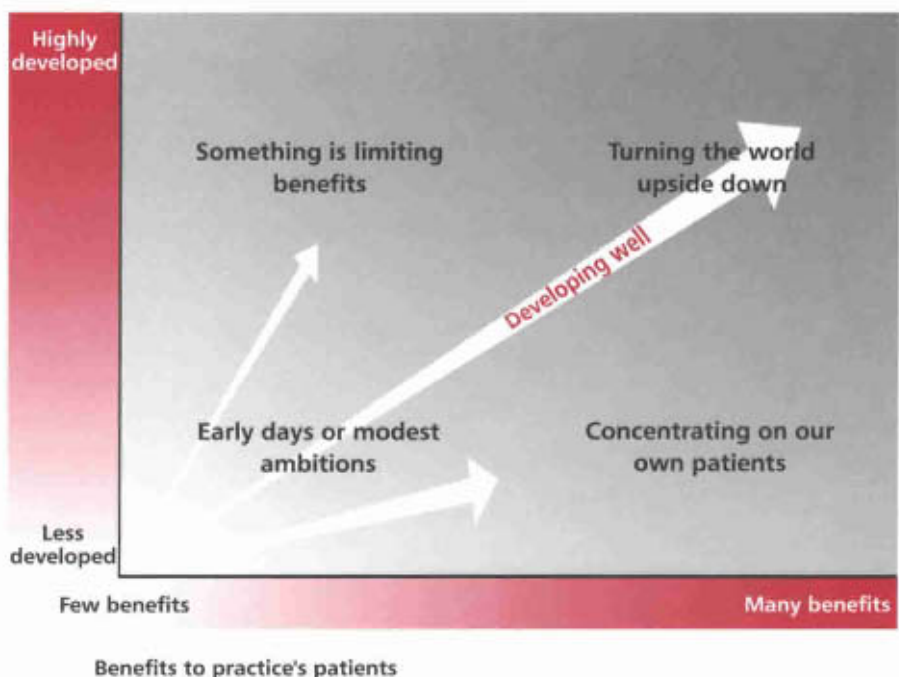 Highly
developed
Something is limiting
benefits
Turning the world
upside down
Developing well
Early days or modest
ambitions
Concentrating on our
own patients
Less
developed
Few benefits
Many benefits
Benefits to practice's patients